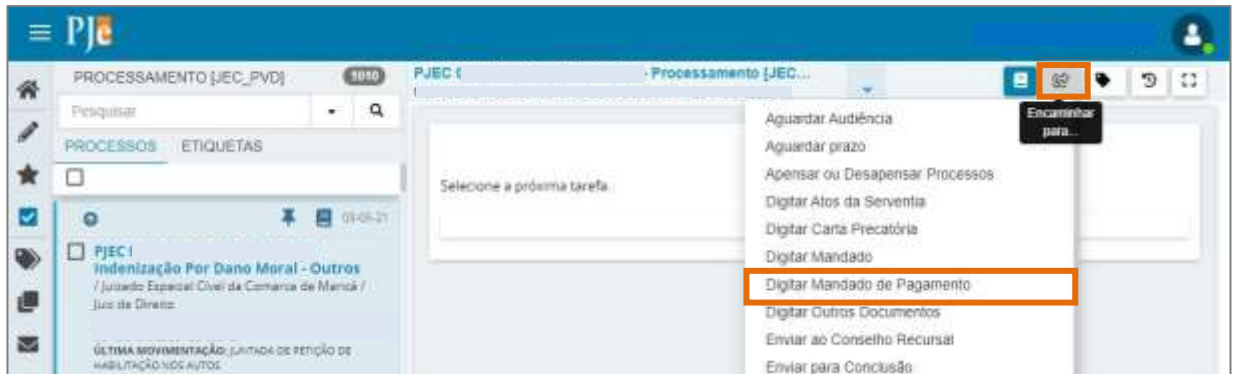 PJe
PROCESSAMENTO [JEC_PVD] 1010
Pesquisar
PROCESSOS ETIQUETAS
PJEC
Indenização Por Dano Moral - Outros
/ Juizado Especial Cível da Comarca de Maricá /
Juiz de Direito
ÚLTIMA MOVIMENTAÇÃO: JUNTADA DE PETIÇÃO DE
HABILITAÇÃO NOS AUTOS
PJEC - Processamento [JEC...
Selecione a próxima tarefa
Encaminhar
para...
Aguardar Audiência
Aguardar prazo
Apensar ou Desapensar Processos
Digitar Atos da Serventia
Digitar Carta Precatória
Digitar Mandado
Digitar Mandado de Pagamento
Digitar Outros Documentos
Enviar ao Conselho Recursal
Enviar para Conclusão